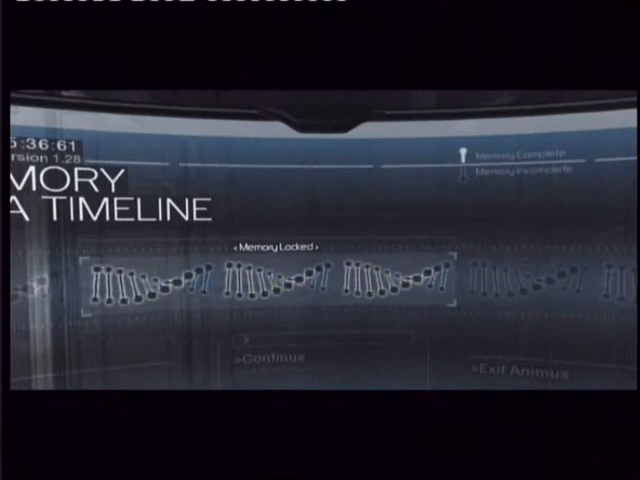 5:36:61
rsion 1.28
MORY
A TIMELINE
Memory Complete
Memory Incomplete
<Memory Locked>
>Continue
>Exit Animus